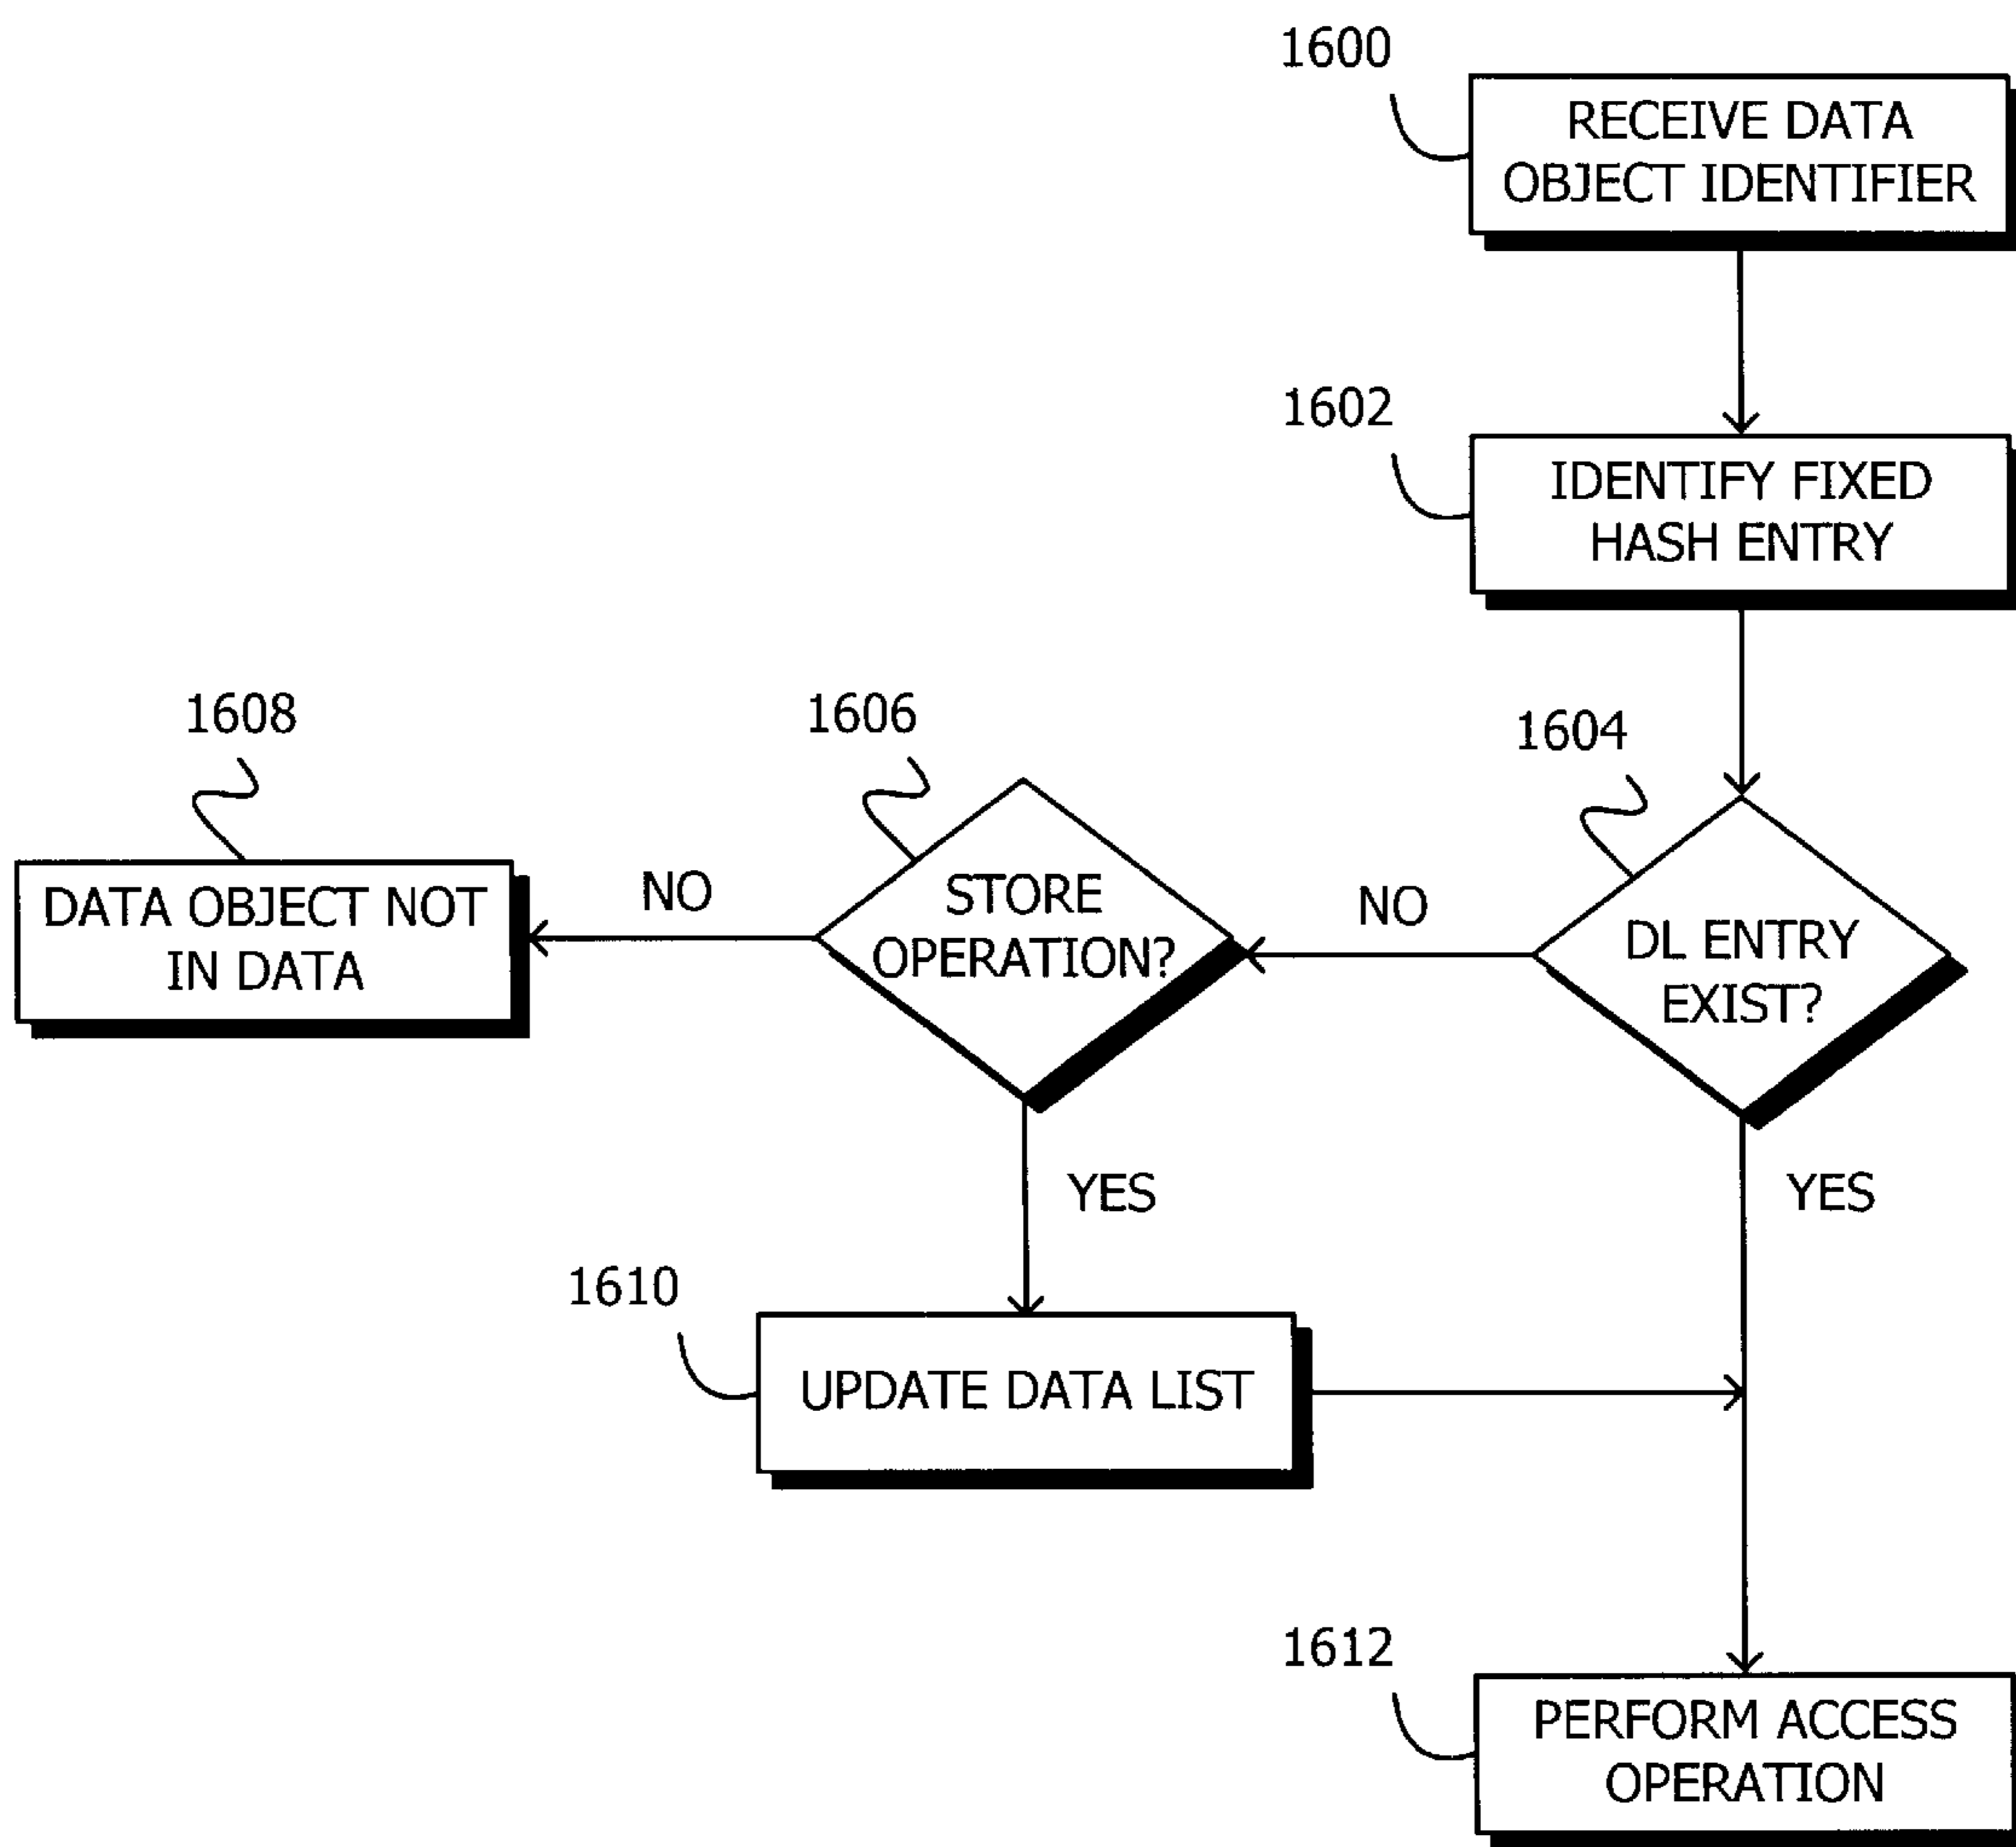 1600
RECEIVE DATA
OBJECT IDENTIFIER
1602
IDENTIFY FIXED
HASH ENTRY
1608
1606
1604
DATA OBJECT NOT
IN DATA
NO
STORE
OPERATION?
NO
DL ENTRY
EXIST?
YES
YES
1610
UPDATE DATA LIST
1612
PERFORM ACCESS
OPERATION